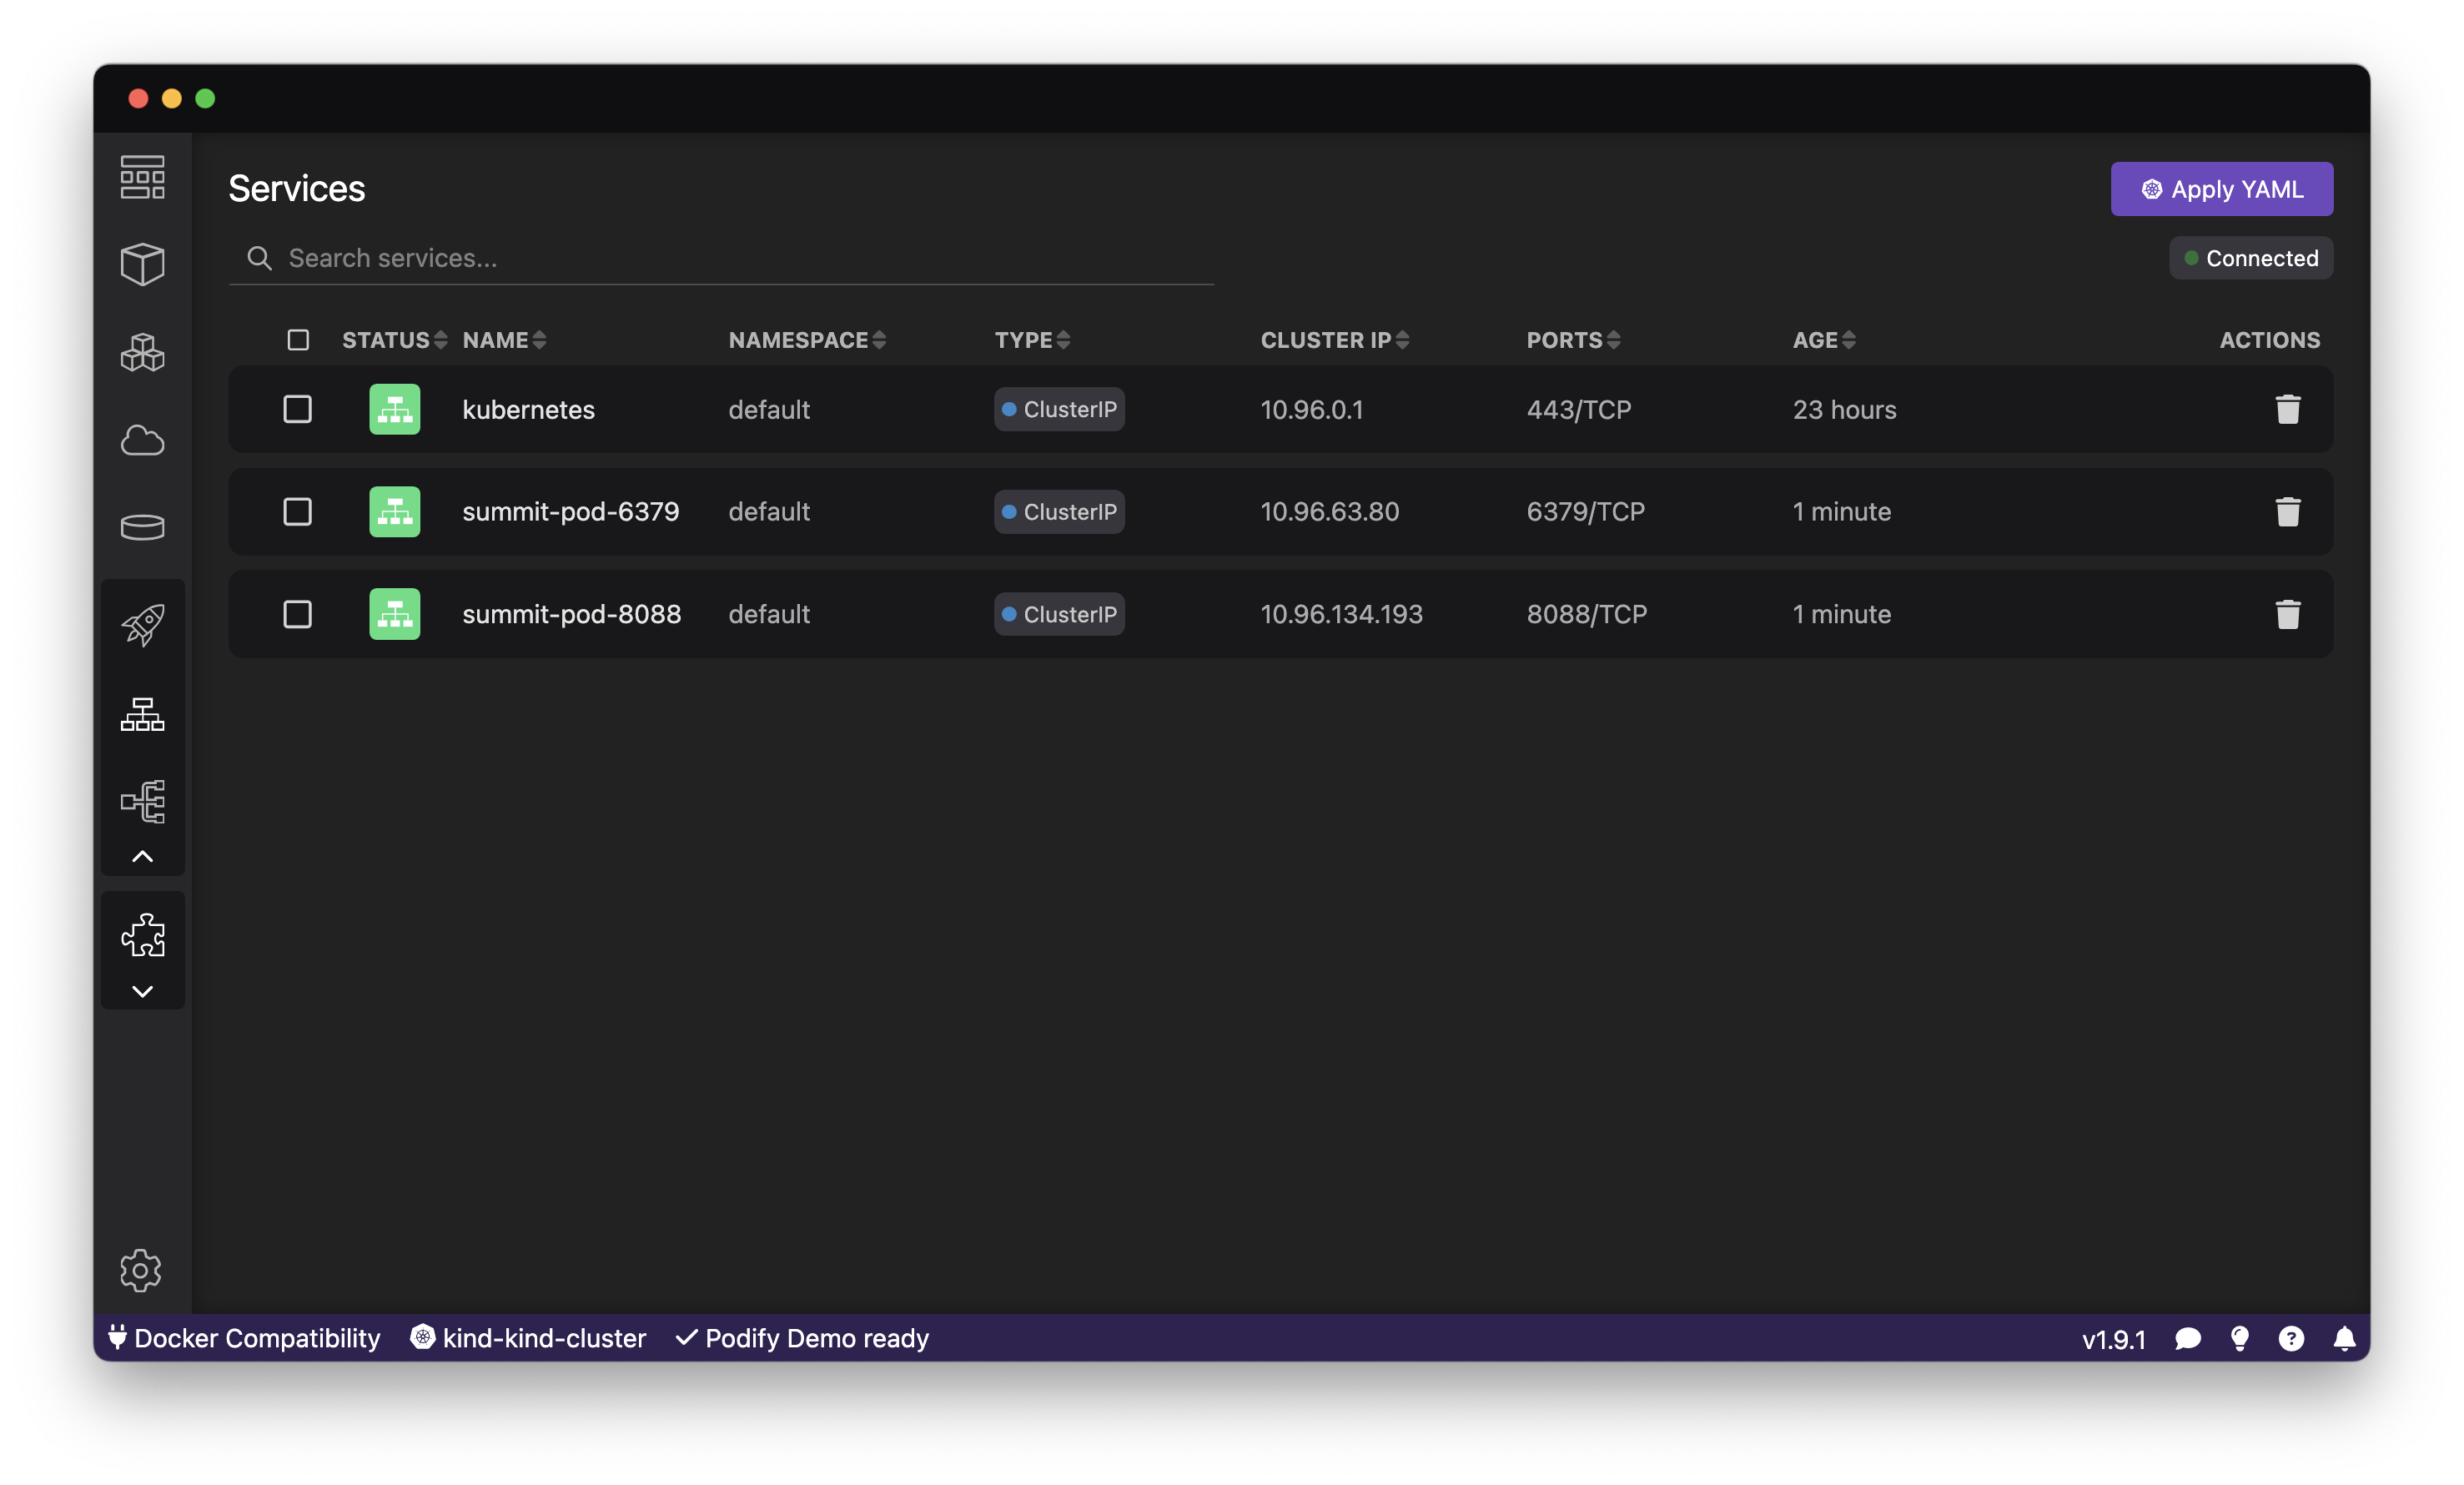 Services
Apply YAML
Search services...
Connected
STATUS NAME NAMESPACE TYPE CLUSTER IP PORTS AGE ACTIONS
kubernetes default ClusterIP 10.96.0.1 443/TCP 23 hours
summit-pod-6379 default ClusterIP 10.96.63.80 6379/TCP 1 minute
summit-pod-8088 default ClusterIP 10.96.134.193 8088/TCP 1 minute
Docker Compatibility kind-kind-cluster Podify Demo ready v1.9.1